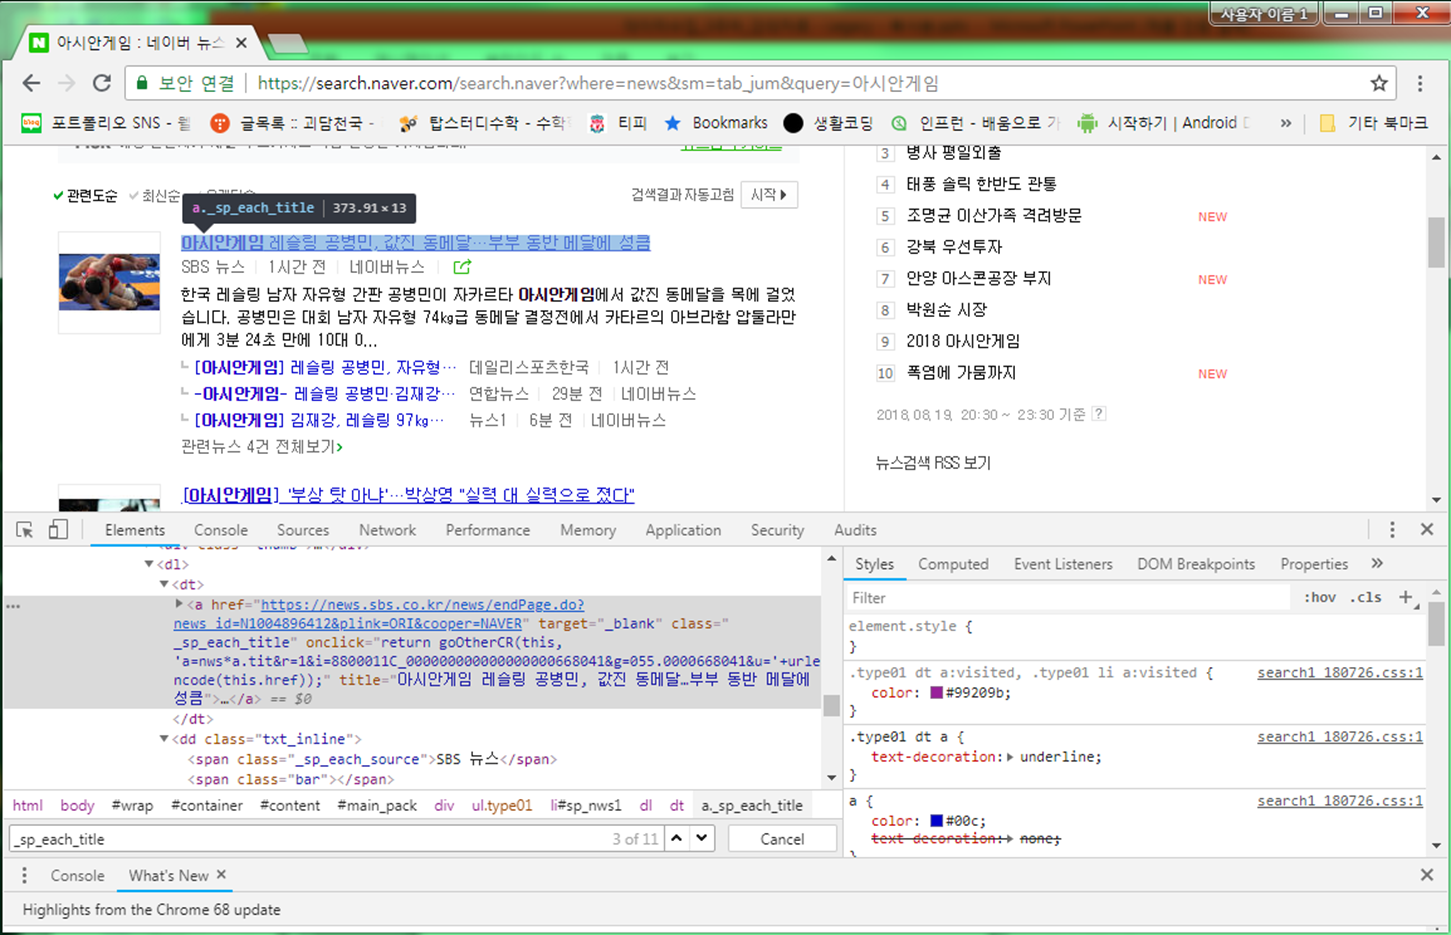 사용자 이름 1
아시안게임 : 네이버 뉴스
보안 연결 https://search.naver.com/search.naver?where=news&sm=tab_jum&query=아시안게임
포트폴리오 SNS - 웹 글목록 :: 괴담천국 - 탑스터디수학 - 수학 티피 Bookmarks 생활코딩 인프런 - 배움으로 가 시작하기 | Android D » 기타 북마크
관련도순 최신순
검색결과 자동고침 시작
a._sp_each_title 373.91×13
아시안게임 레슬링 공병민, 값진 동메달…부부 동반 메달에 성큼
SBS 뉴스 1시간 전 네이버뉴스
한국 레슬링 남자 자유형 간판 공병민이 자카르타 아시안게임에서 값진 동메달을 목에 걸었
습니다. 공병민은 대회 남자 자유형 74kg급 동메달 결정전에서 카타르의 아브라함 압둘라만
에게 3분 24초 만에 10대 0...
[아시안게임] 레슬링 공병민, 자유형… 데일리스포츠한국 1시간 전
-아시안게임- 레슬링 공병민·김재강… 연합뉴스 29분 전 네이버뉴스
[아시안게임] 김재강, 레슬링 97kg… 뉴스1 6분 전 네이버뉴스
관련뉴스 4건 전체보기
[아시안게임] '부상 탓 아냐'…박상영 "실력 대 실력으로 졌다"
3 병사 평일외출
4 태풍 솔릭 한반도 관통
5 조명균 이산가족 격려방문 NEW
6 강북 우선투자
7 안양 아스콘공장 부지 NEW
8 박원순 시장
9 2018 아시안게임
10 폭염에 가뭄까지 NEW
2018.08.19. 20:30 ~ 23:30 기준 ?
뉴스검색 RSS 보기
Elements Console Sources Network Performance Memory Application Security Audits
<dl>
<dt>
<a href="https://news.sbs.co.kr/news/endPage.do?
news_id=N1004896412&plink=ORI&cooper=NAVER" target="_blank" class="
_sp_each_title" onclick="return goOtherCR(this,
'a=nws*a.tit&r=1&i=8800011C_000000000000000000668041&g=055.0000668041&u='+urle
ncode(this.href));" title="아시안게임 레슬링 공병민, 값진 동메달…부부 동반 메달에
성큼">…</a> == $0
</dt>
<dd class="txt_inline">
<span class="_sp_each_source">SBS 뉴스</span>
<span class="bar"></span>
html body #wrap #container #content #main_pack div ul.type01 li#sp_nws1 dl dt a._sp_each_title
_sp_each_title 3 of 11 Cancel
Styles Computed Event Listeners DOM Breakpoints Properties »
Filter :hov .cls +
element.style {
}
.type01 dt a:visited, .type01 li a:visited { search1_180726.css:1
color: #99209b;
}
.type01 dt a { search1_180726.css:1
text-decoration: underline;
}
a { search1_180726.css:1
color: #00c;
text-decoration: none;
}
Console What's New
Highlights from the Chrome 68 update